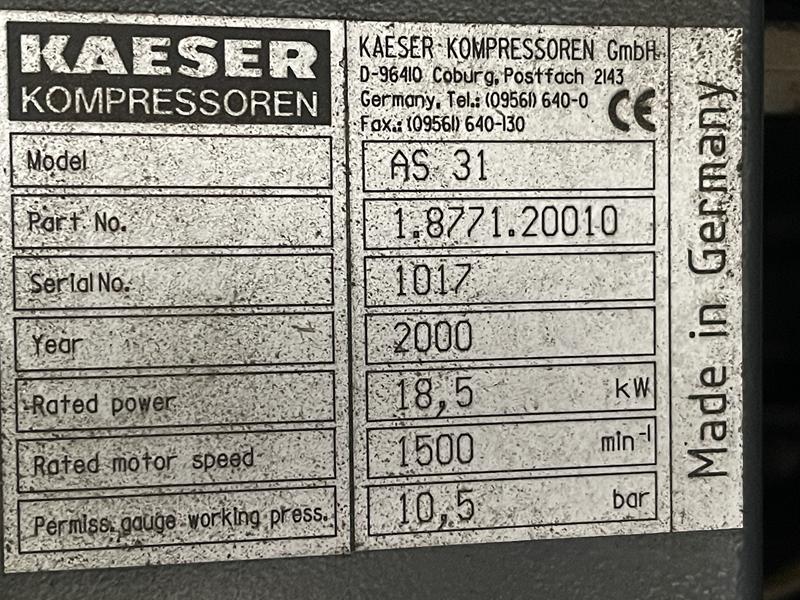 KAESER
KOMPRESSOREN
KAESER KOMPRESSOREN GmbH
D-96410 Coburg, Postfach 2143
Germany, Tel.: (09561) 640-0
Fax.: (09561) 640-130
CE
Model AS 31
Part No. 1.8771.20010
Serial No. 1017
Year 2000
Rated power 18,5 kW
Rated motor speed 1500 min⁻¹
Permiss. gauge working press. 10,5 bar
Made in Germany